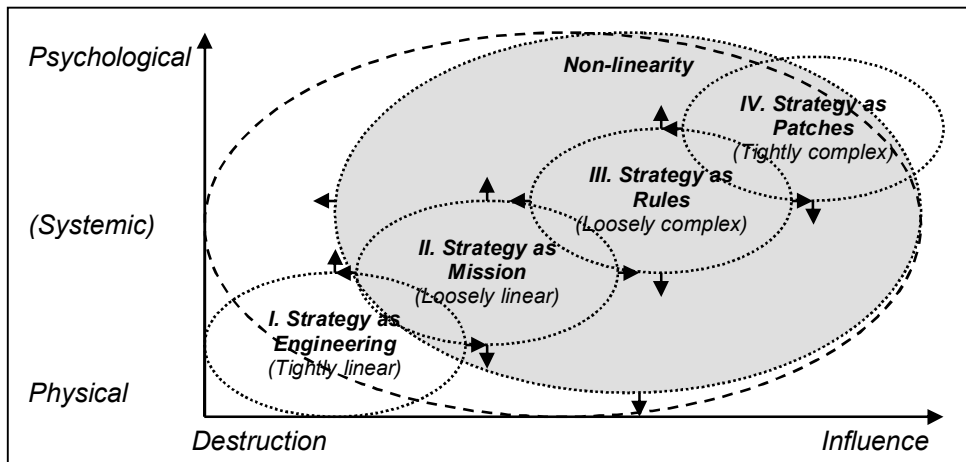 Psychological
Non-linearity
IV. Strategy as
Patches
(Tightly complex)
III. Strategy as
Rules
(Loosely complex)
(Systemic)
II. Strategy as
Mission
(Loosely linear)
I. Strategy as
Engineering
(Tightly linear)
Physical
Destruction
Influence